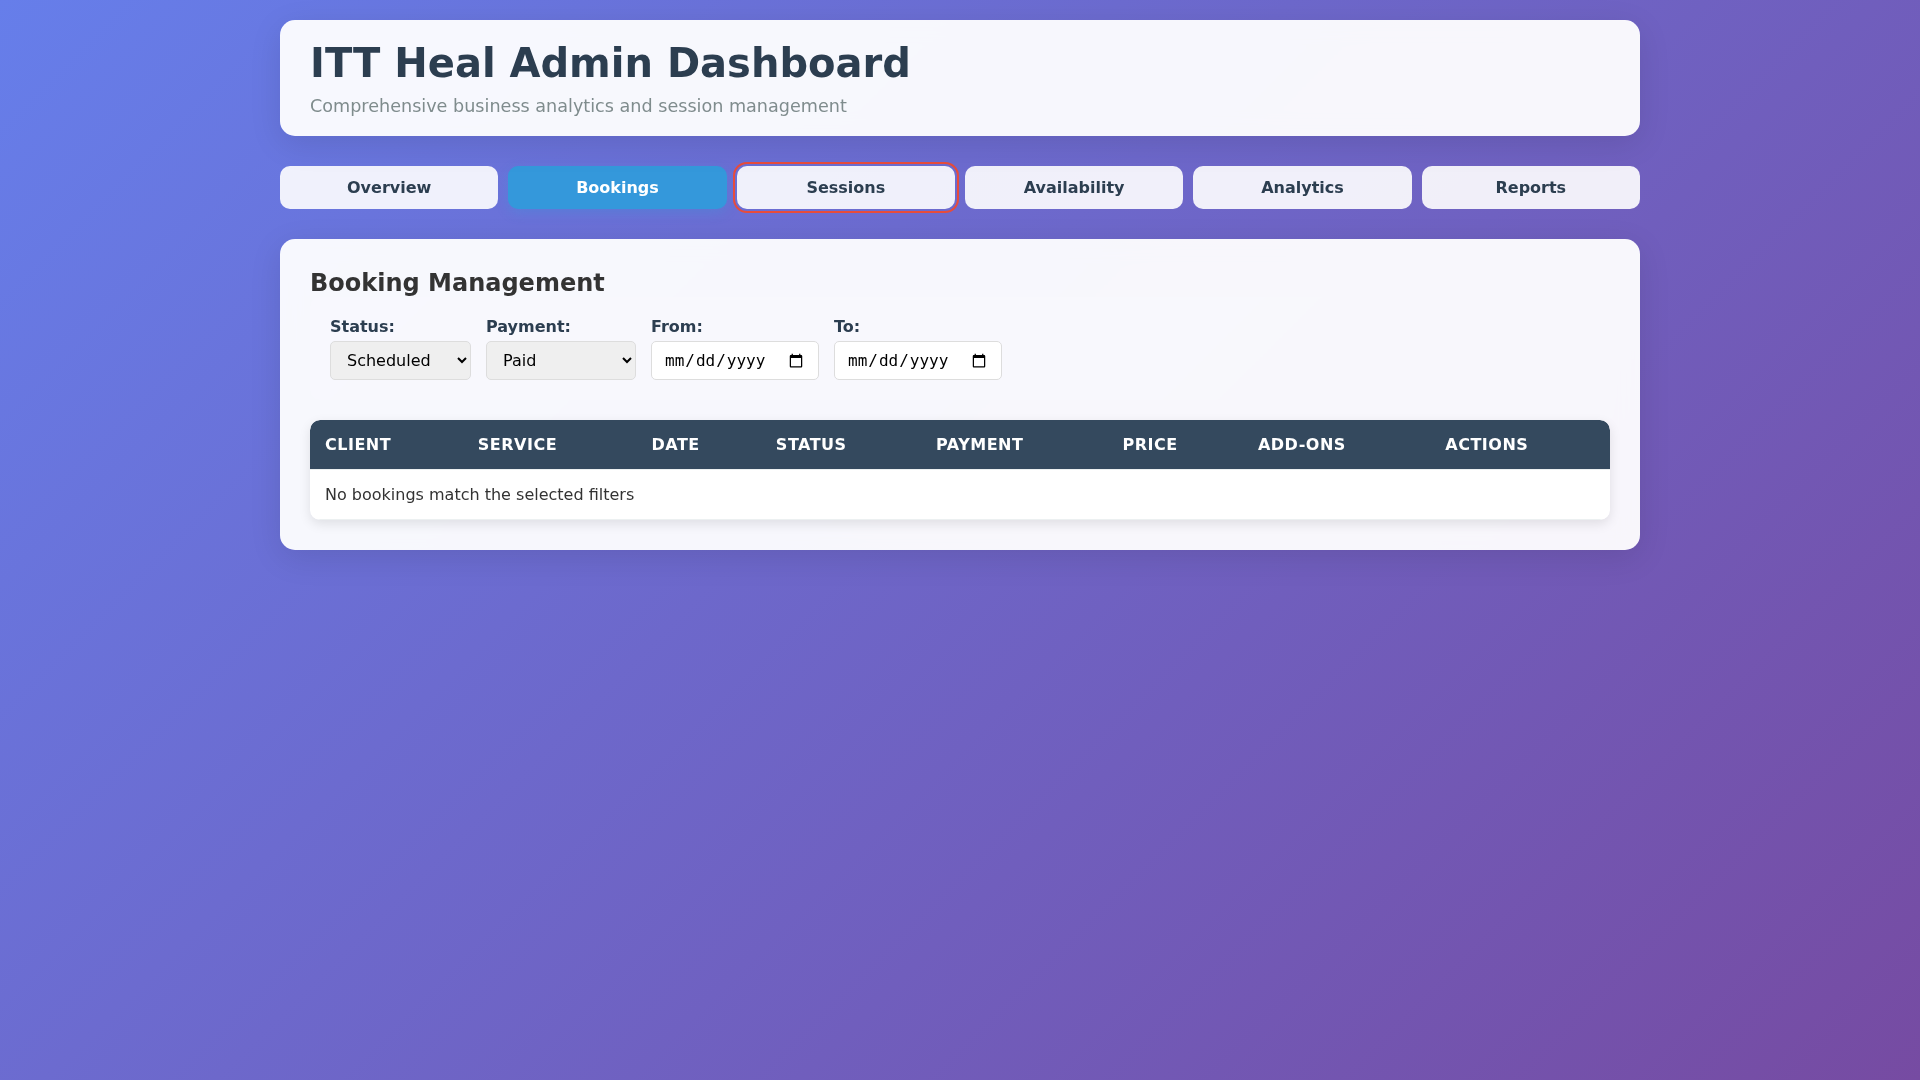 ITT Heal Admin Dashboard
Comprehensive business analytics and session management
Overview Bookings Sessions Availability Analytics Reports
Booking Management
Status: Payment: From: To:
Scheduled Paid mm/dd/yyyy mm/dd/yyyy
CLIENT SERVICE DATE STATUS PAYMENT PRICE ADD-ONS ACTIONS
No bookings match the selected filters